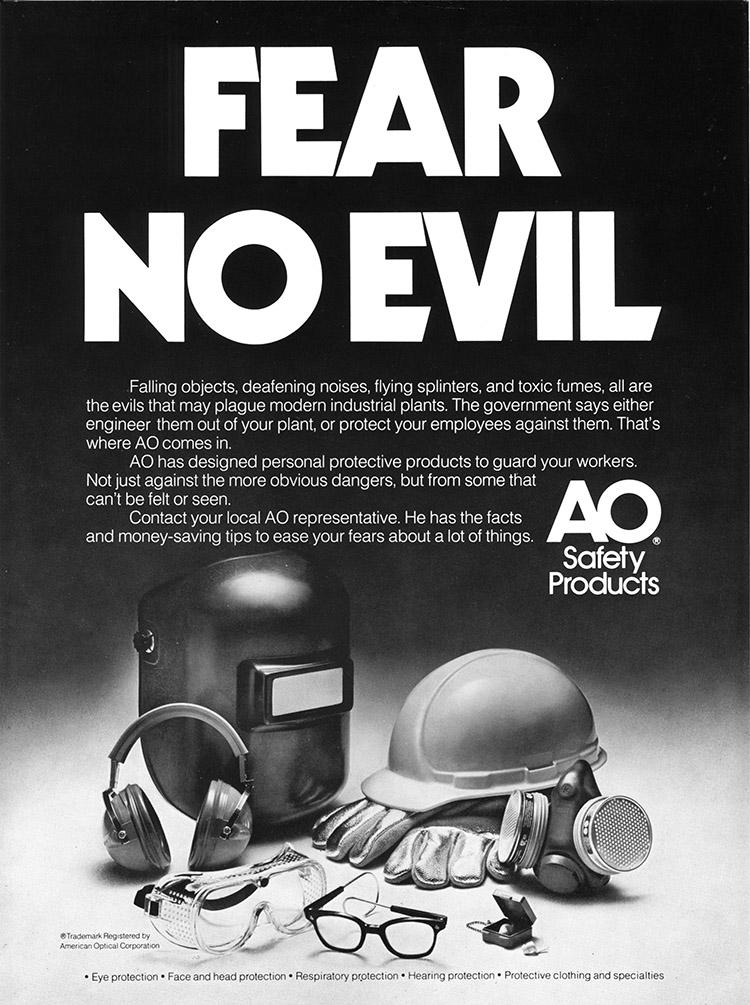 FEAR
NO EVIL
Falling objects, deafening noises, flying splinters, and toxic fumes, all are
the evils that may plague modern industrial plants. The government says either
engineer them out of your plant, or protect your employees against them. That's
where AO comes in.
AO has designed personal protective products to guard your workers.
Not just against the more obvious dangers, but from some that
can't be felt or seen.
Contact your local AO representative. He has the facts
and money-saving tips to ease your fears about a lot of things.
AO®
Safety
Products
®Trademark Registered by
American Optical Corporation
• Eye protection • Face and head protection • Respiratory protection • Hearing protection • Protective clothing and specialties